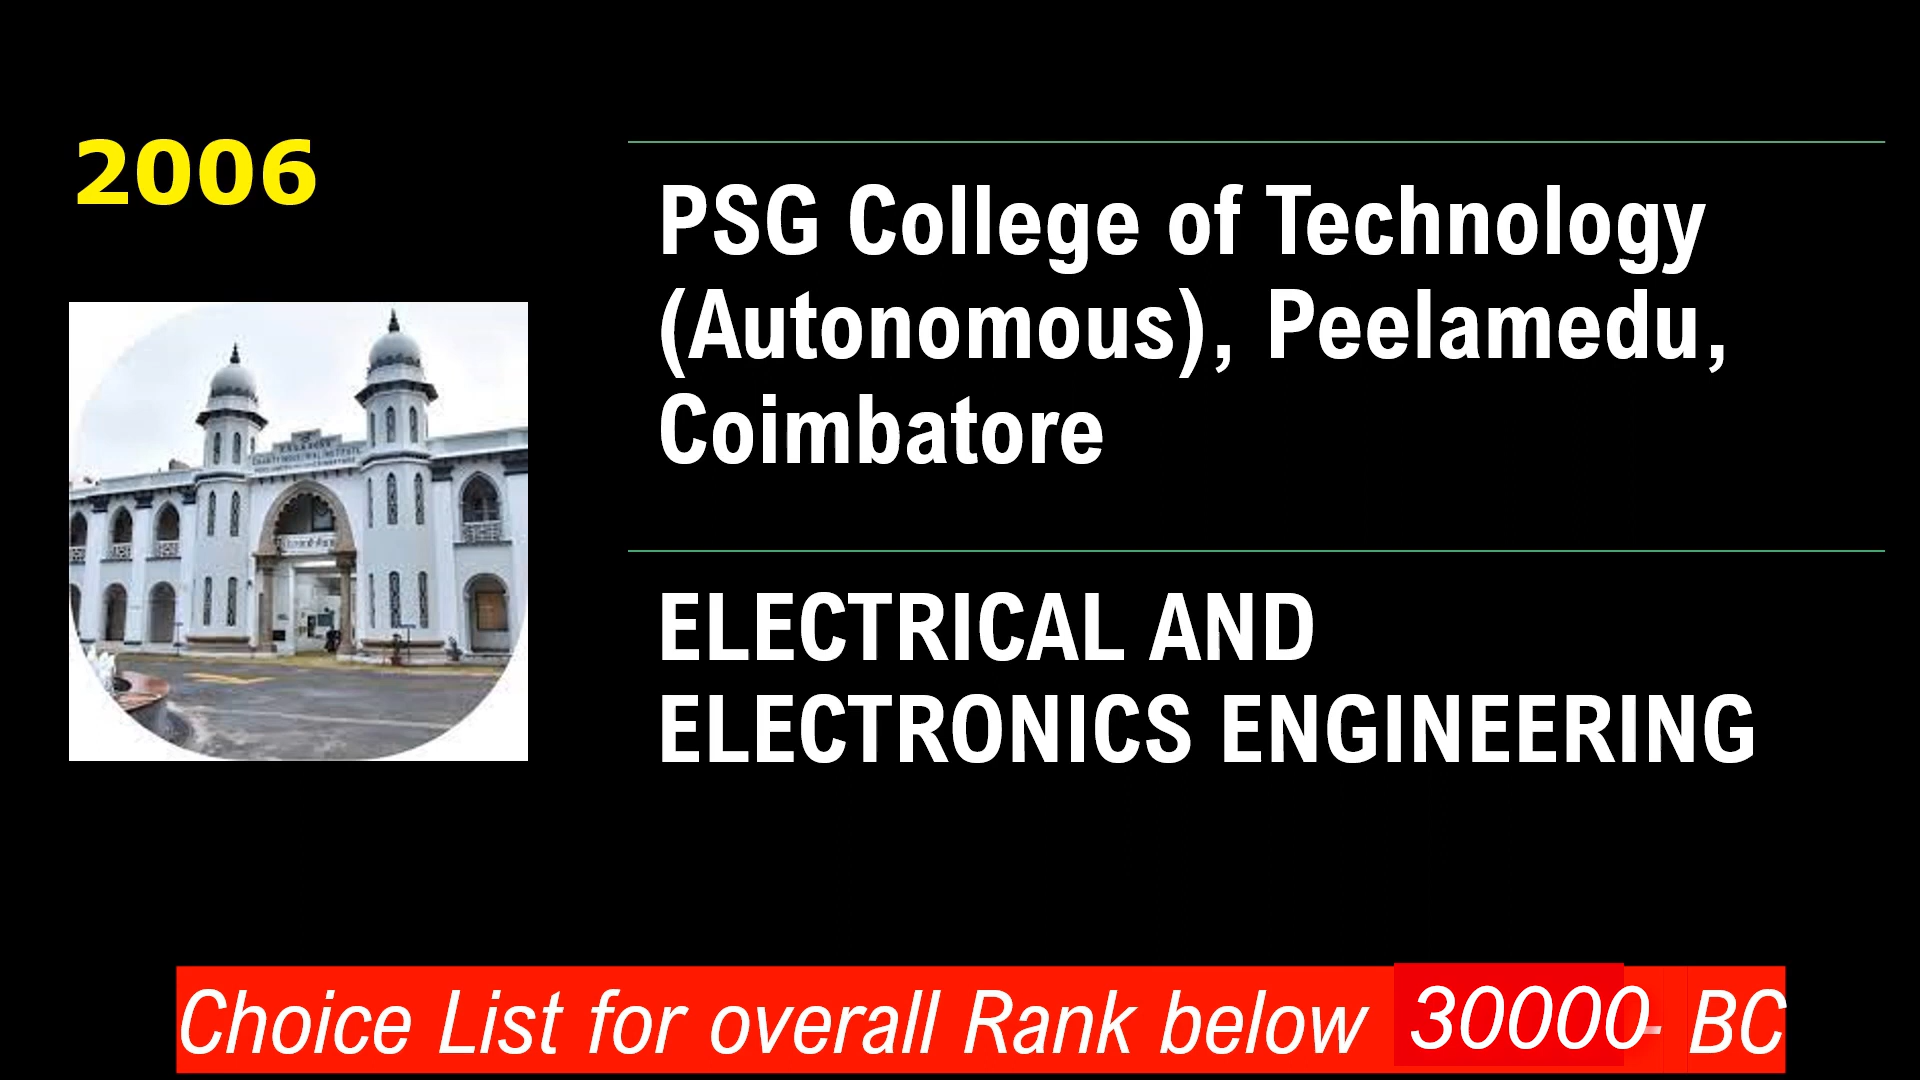 2006
PSG College of Technology
(Autonomous), Peelamedu,
Coimbatore
ELECTRICAL AND
ELECTRONICS ENGINEERING
Choice List for overall Rank below 30000- BC